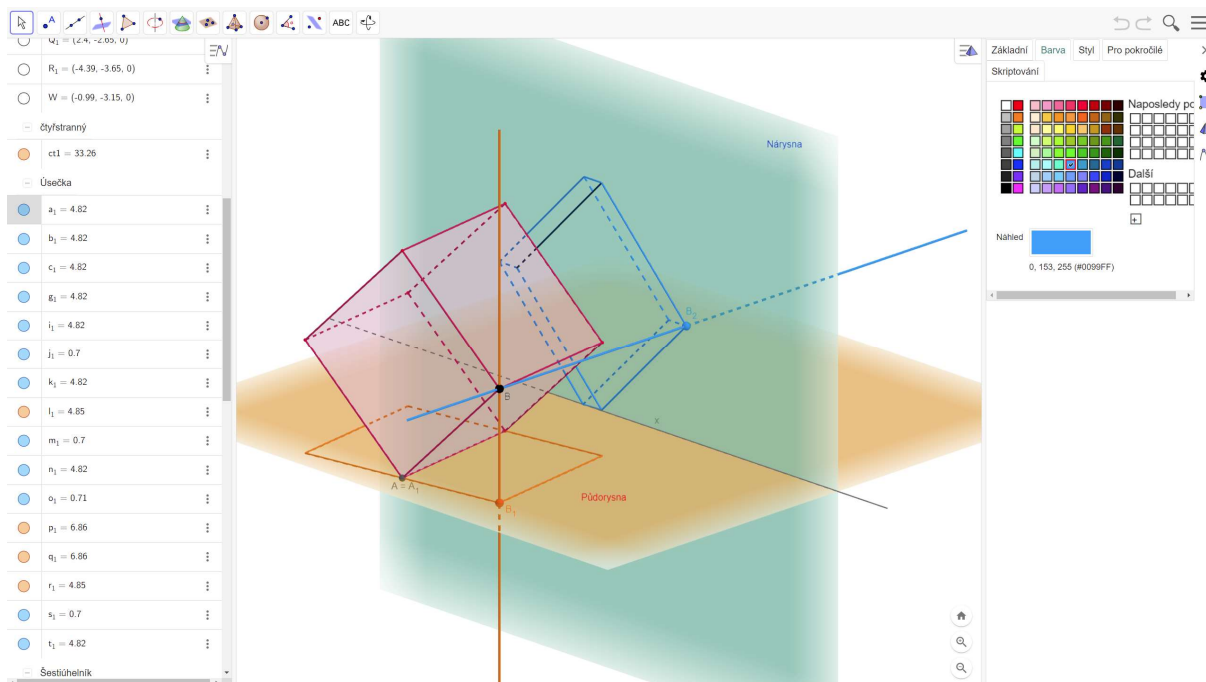 ABC
Q₁ = (2.4, -2.65, 0)
R₁ = (-4.39, -3.65, 0)
W = (-0.99, -3.15, 0)
čtyřstranný
ct1 = 33.26
Úsečka
a₁ = 4.82
b₁ = 4.82
c₁ = 4.82
g₁ = 4.82
i₁ = 4.82
j₁ = 0.7
k₁ = 4.82
l₁ = 4.85
m₁ = 0.7
n₁ = 4.82
o₁ = 0.71
p₁ = 6.86
q₁ = 6.86
r₁ = 4.85
s₁ = 0.7
t₁ = 4.82
Šestiúhelník
Nárysna
B₂
B
x
A = A₁
B₁
Půdorysna
Základní Barva Styl Pro pokročilé
Skriptování
Naposledy po
Další
+
Náhled
0, 153, 255 (#0099FF)